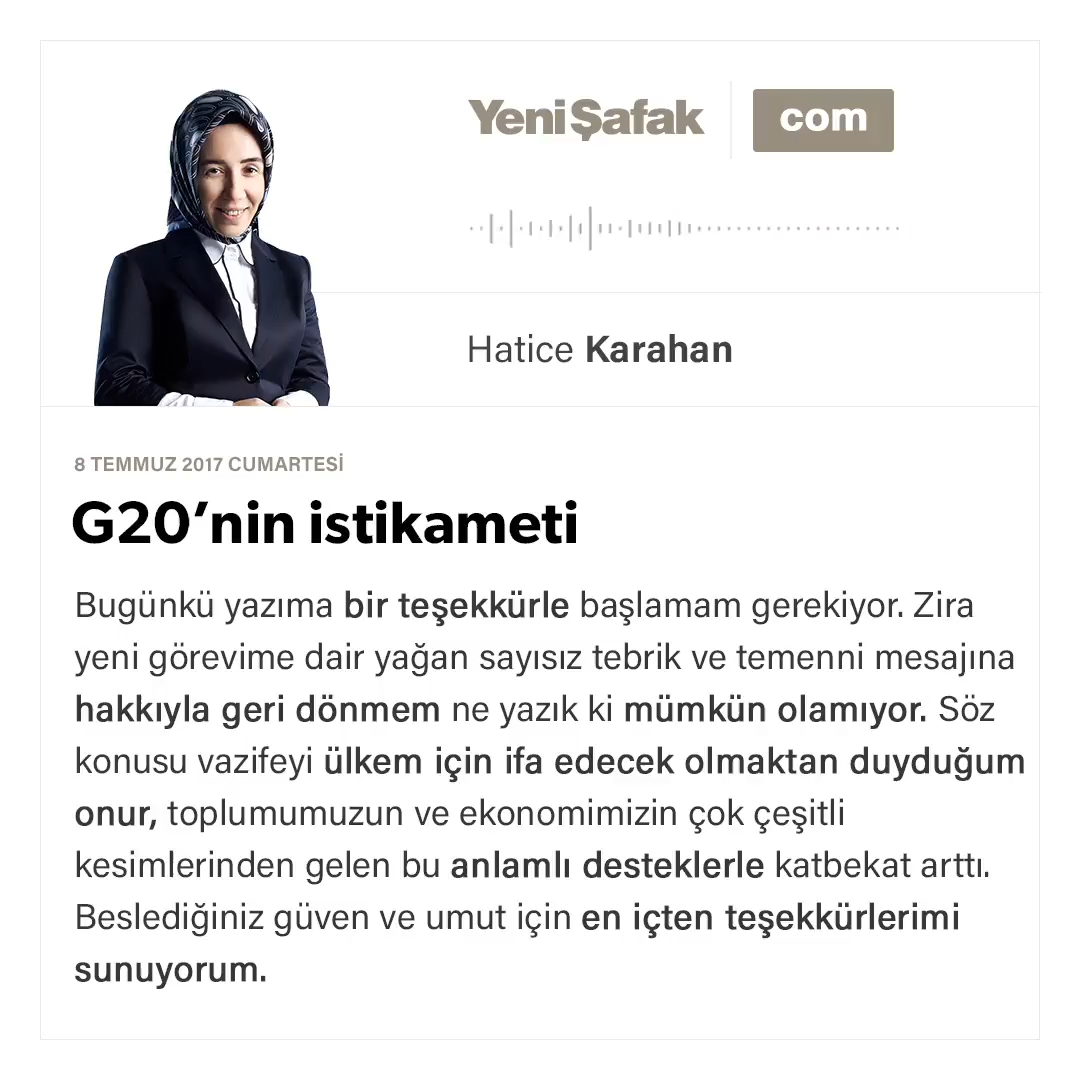 YeniŞafak com
Hatice Karahan
8 TEMMUZ 2017 CUMARTESİ
G20’nin istikameti
Bugünkü yazıma bir teşekkürle başlamam gerekiyor. Zira
yeni görevime dair yağan sayısız tebrik ve temenni mesajına
hakkıyla geri dönmem ne yazık ki mümkün olamıyor. Söz
konusu vazifeyi ülkem için ifa edecek olmaktan duyduğum
onur, toplumumuzun ve ekonomimizin çok çeşitli
kesimlerinden gelen bu anlamlı desteklerle katbekat arttı.
Beslediğiniz güven ve umut için en içten teşekkürlerimi
sunuyorum.